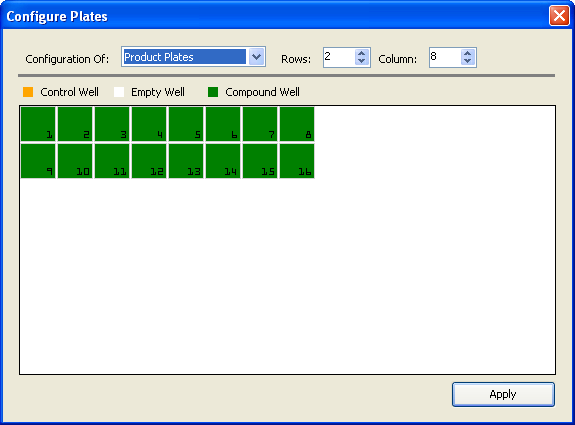 Configure Plates
Configuration Of: Product Plates Rows: 2 Column: 8
Control Well Empty Well Compound Well
1 2 3 4 5 6 7 8
9 10 11 12 13 14 15 16
Apply